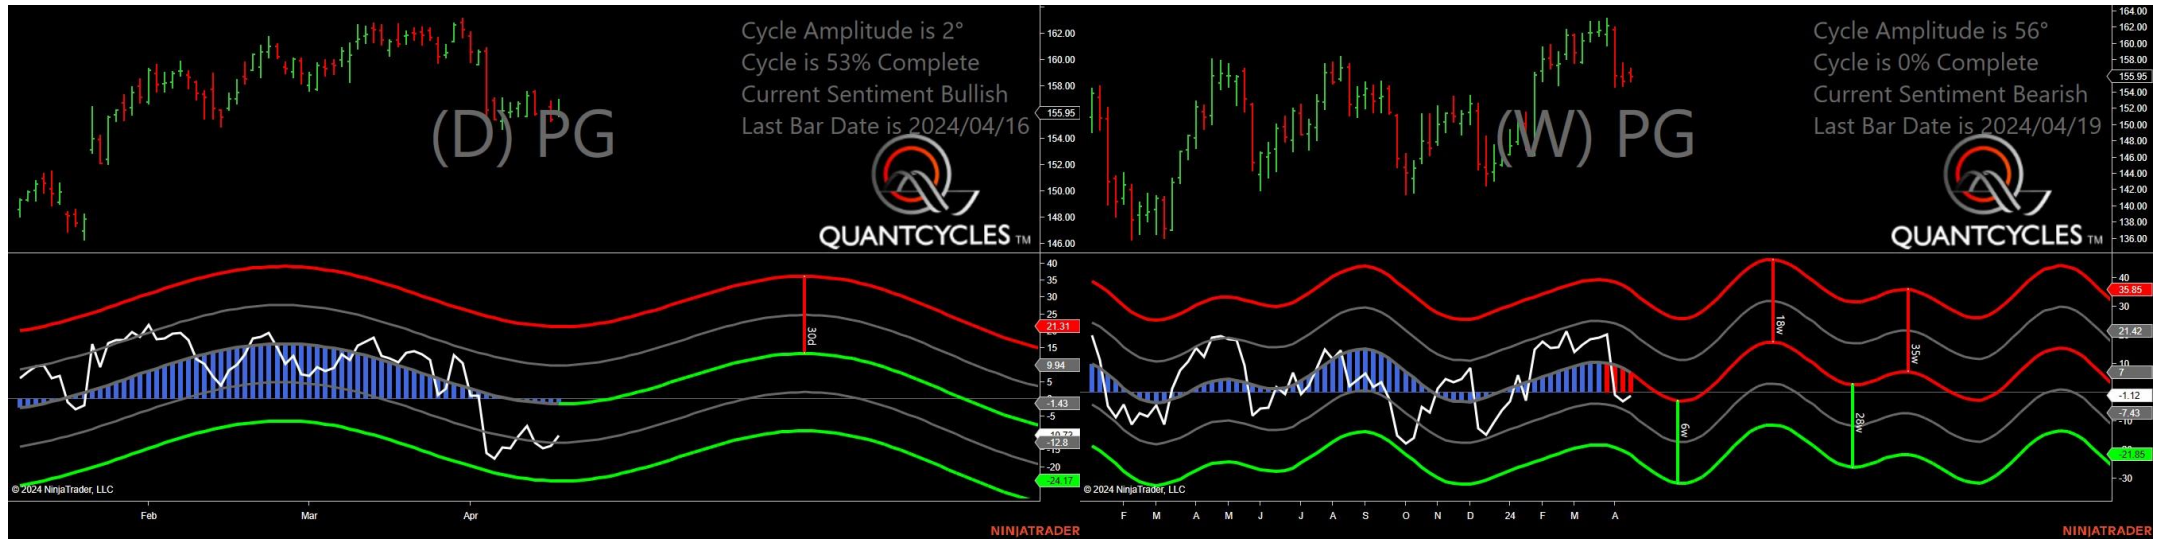 Cycle Amplitude is 2°
Cycle is 53% Complete
Current Sentiment Bullish
Last Bar Date is 2024/04/16
(D) PG
QUANTCYCLES TM
162.00
160.00
158.00
155.95
154.00
152.00
150.00
148.00
146.00
40
35
30
25
21.31
15
9.94
5
-1.43
-5
-10.72
-12.8
-15
-20
-24.17
30d
© 2024 NinjaTrader, LLC
Feb Mar Apr
NINJATRADER
Cycle Amplitude is 56°
Cycle is 0% Complete
Current Sentiment Bearish
Last Bar Date is 2024/04/19
(W) PG
QUANTCYCLES TM
164.00
162.00
160.00
158.00
155.95
154.00
152.00
150.00
148.00
146.00
144.00
142.00
140.00
138.00
136.00
40
35.85
30
21.42
10
7
-1.12
-7.43
-10
-21.85
-30
6w
18w
28w
35w
© 2024 NinjaTrader, LLC
F M A M J J A S O N D 24 F M A
NINJATRADER